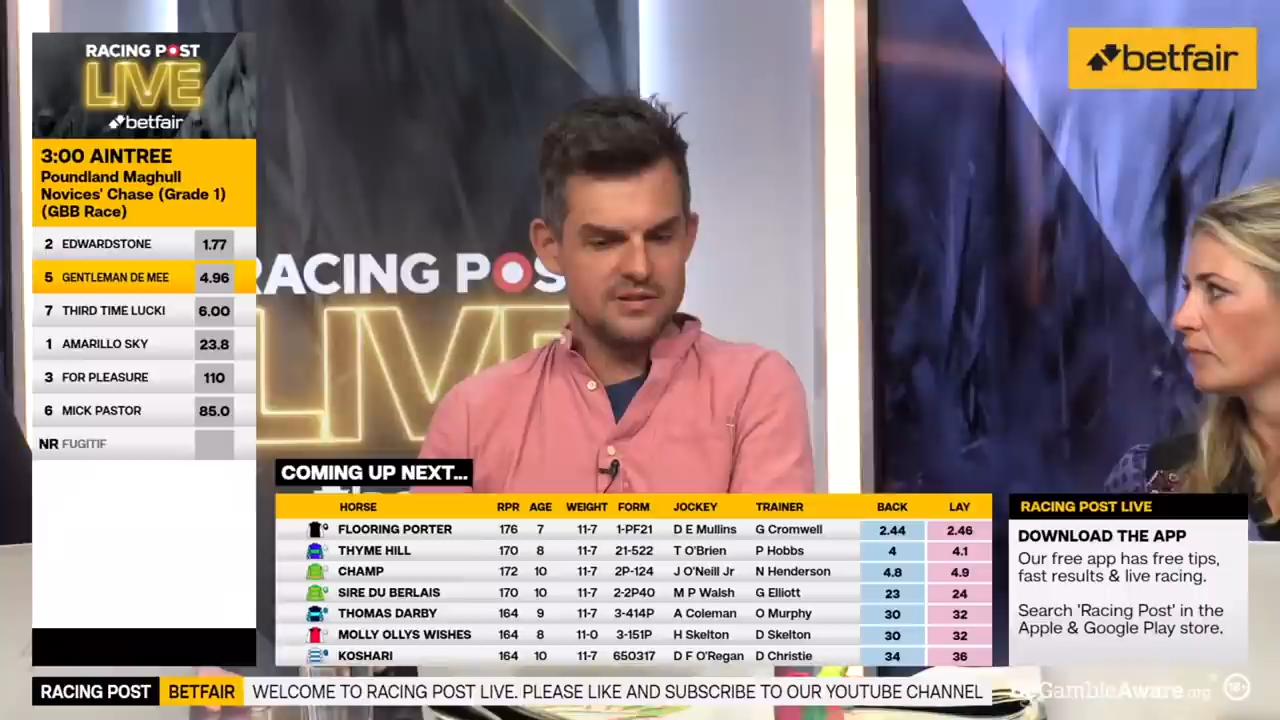 RACING POST
LIVE
betfair
3:00 AINTREE
Poundland Maghull
Novices' Chase (Grade 1)
(GBB Race)
2 EDWARDSTONE 1.77
5 GENTLEMAN DE MEE 4.96
7 THIRD TIME LUCKI 6.00
1 AMARILLO SKY 23.8
3 FOR PLEASURE 110
6 MICK PASTOR 85.0
NR FUGITIF
betfair
RACING POS
LIVE
COMING UP NEXT...
HORSE RPR AGE WEIGHT FORM JOCKEY TRAINER BACK LAY
FLOORING PORTER 176 7 11-7 1-PF21 D E Mullins G Cromwell 2.44 2.46
THYME HILL 170 8 11-7 21-522 T O'Brien P Hobbs 4 4.1
CHAMP 172 10 11-7 2P-124 J O'Neill Jr N Henderson 4.8 4.9
SIRE DU BERLAIS 170 10 11-7 2-2P40 M P Walsh G Elliott 23 24
THOMAS DARBY 164 9 11-7 3-414P A Coleman O Murphy 30 32
MOLLY OLLYS WISHES 164 8 11-0 3-151P H Skelton D Skelton 30 32
KOSHARI 164 10 11-7 650317 D F O'Regan D Christie 34 36
RACING POST LIVE
DOWNLOAD THE APP
Our free app has free tips,
fast results & live racing.
Search 'Racing Post' in the
Apple & Google Play store.
RACING POST BETFAIR WELCOME TO RACING POST LIVE. PLEASE LIKE AND SUBSCRIBE TO OUR YOUTUBE CHANNEL
GambleAware.org 18+